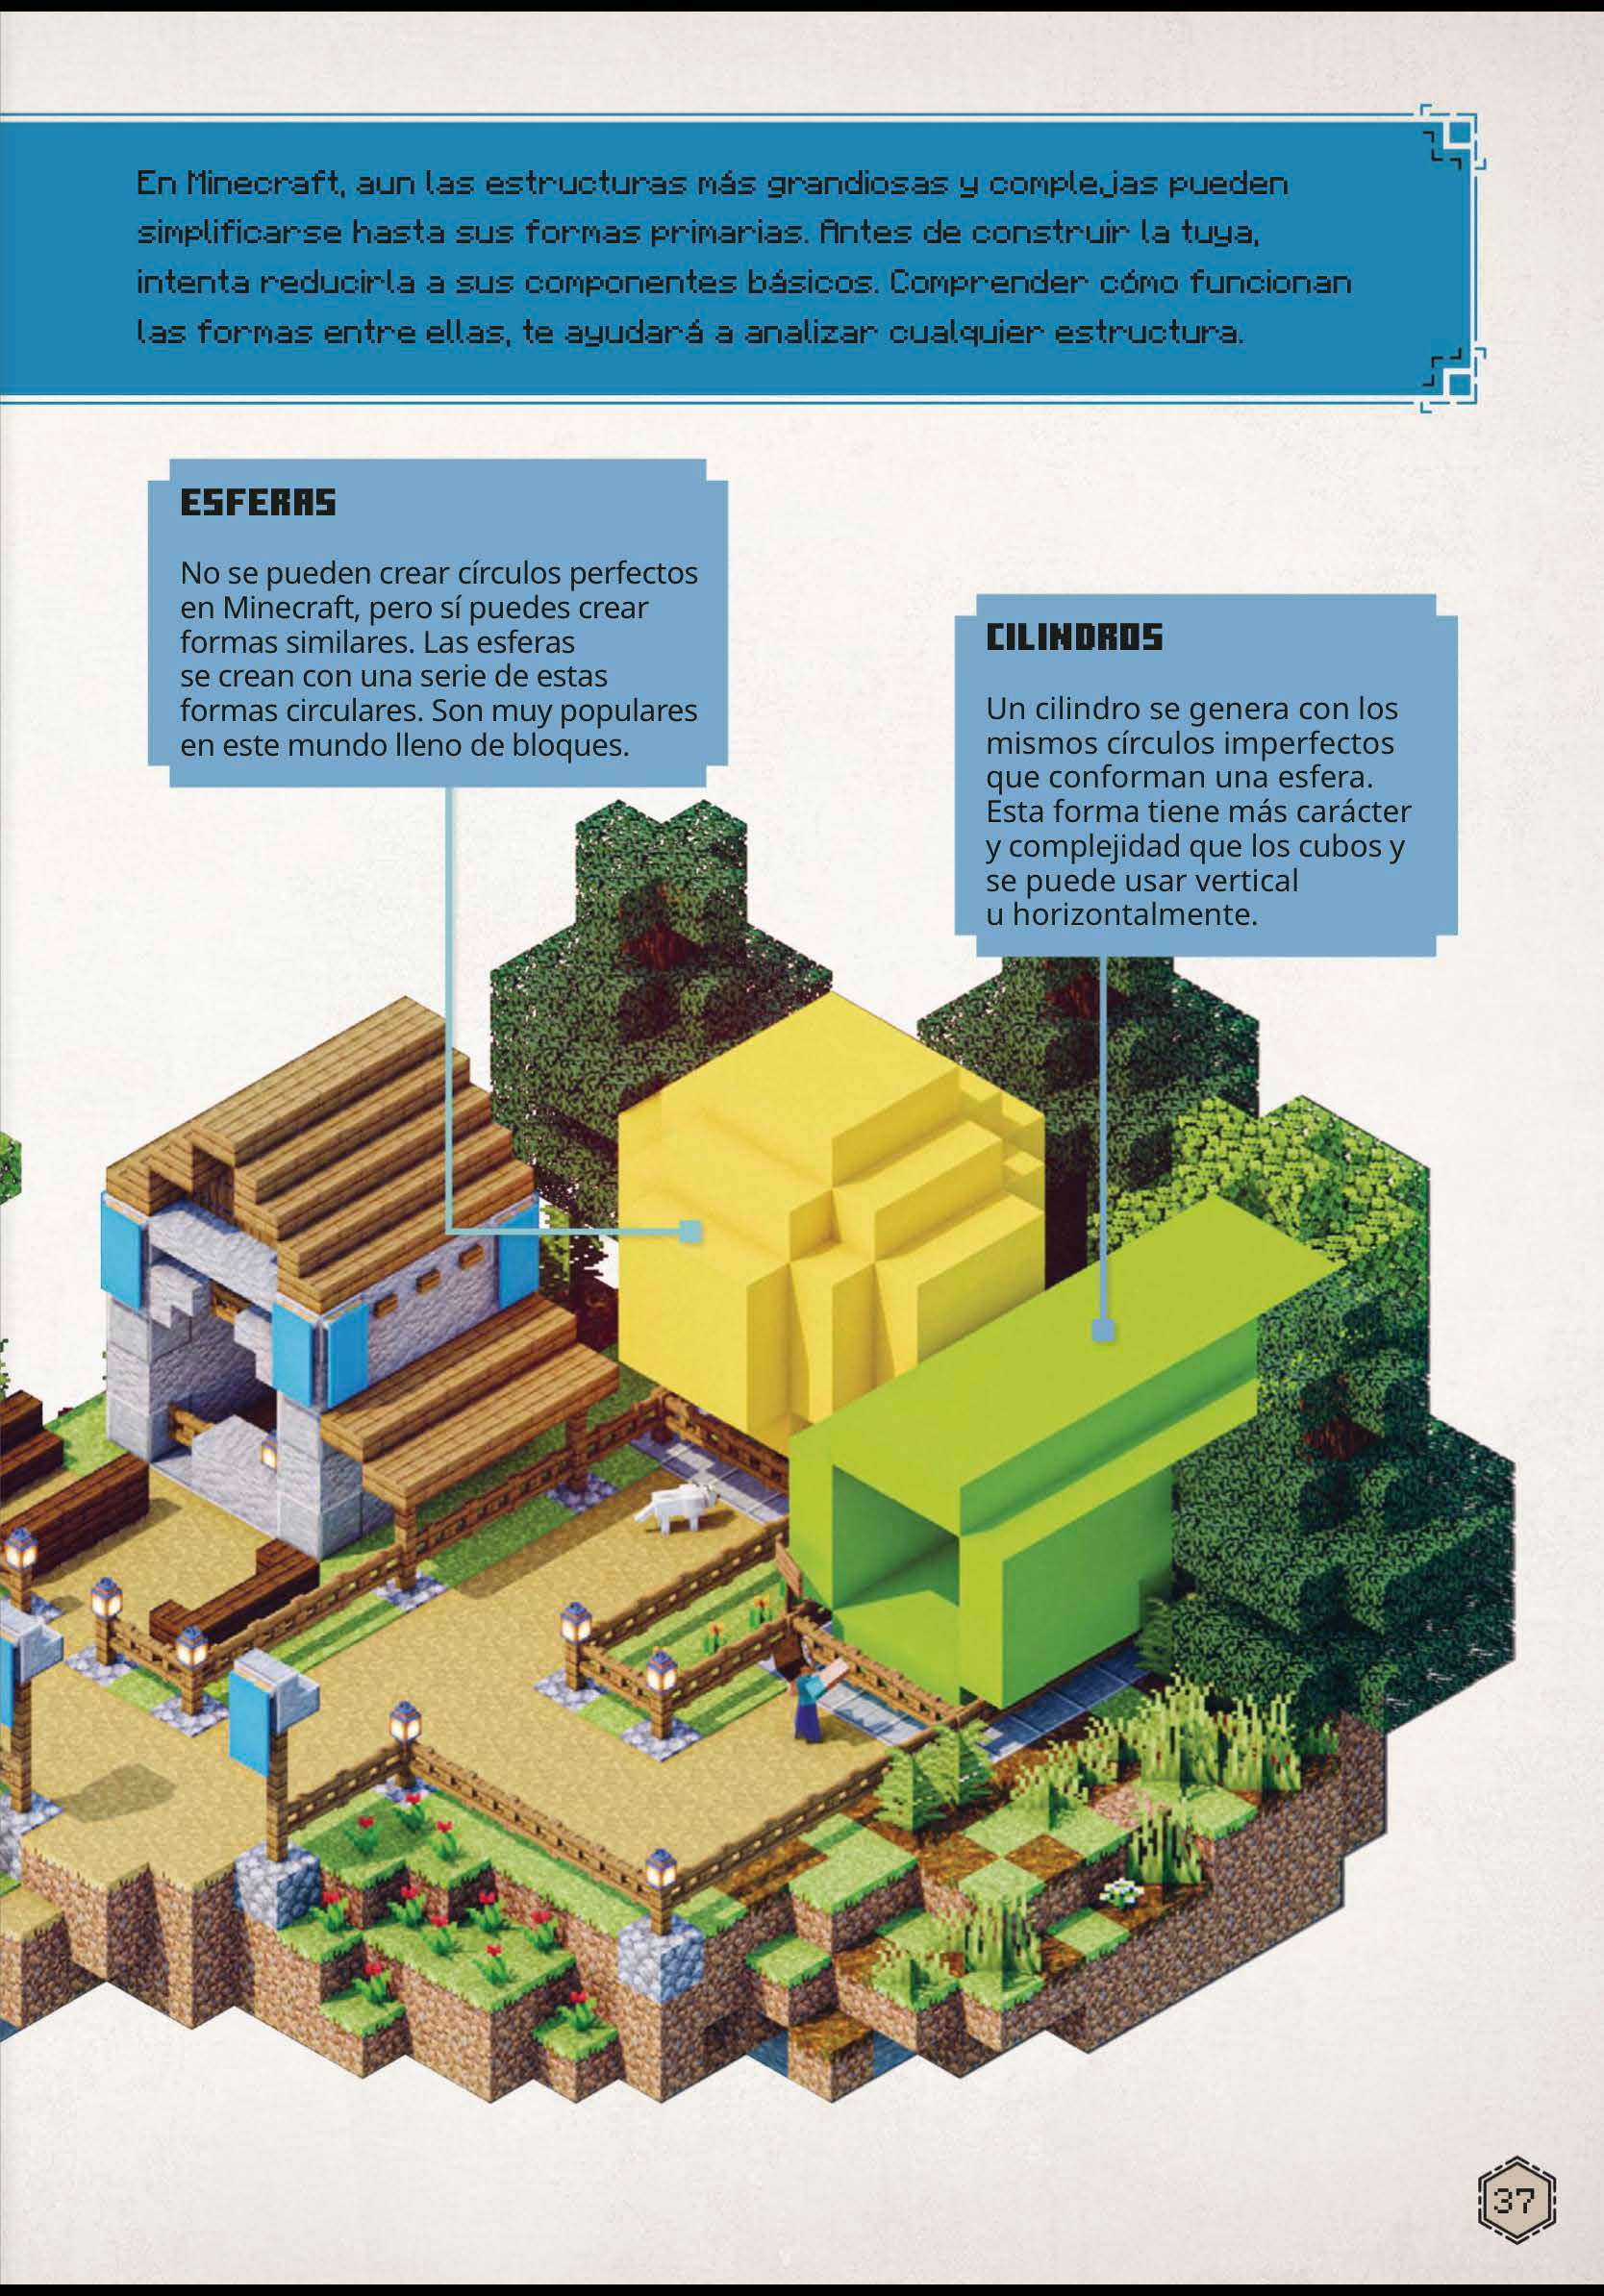 En Minecraft, aun las estructuras más grandiosas y complejas pueden
simplificarse hasta sus formas primarias. Antes de construir la tuya,
intenta reducirla a sus componentes básicos. Comprender cómo funcionan
las formas entre ellas, te ayudará a analizar cualquier estructura.
ESFERAS
No se pueden crear círculos perfectos
en Minecraft, pero sí puedes crear
formas similares. Las esferas
se crean con una serie de estas
formas circulares. Son muy populares
en este mundo lleno de bloques.
CILINDROS
Un cilindro se genera con los
mismos círculos imperfectos
que conforman una esfera.
Esta forma tiene más carácter
y complejidad que los cubos y
se puede usar vertical
u horizontalmente.
37